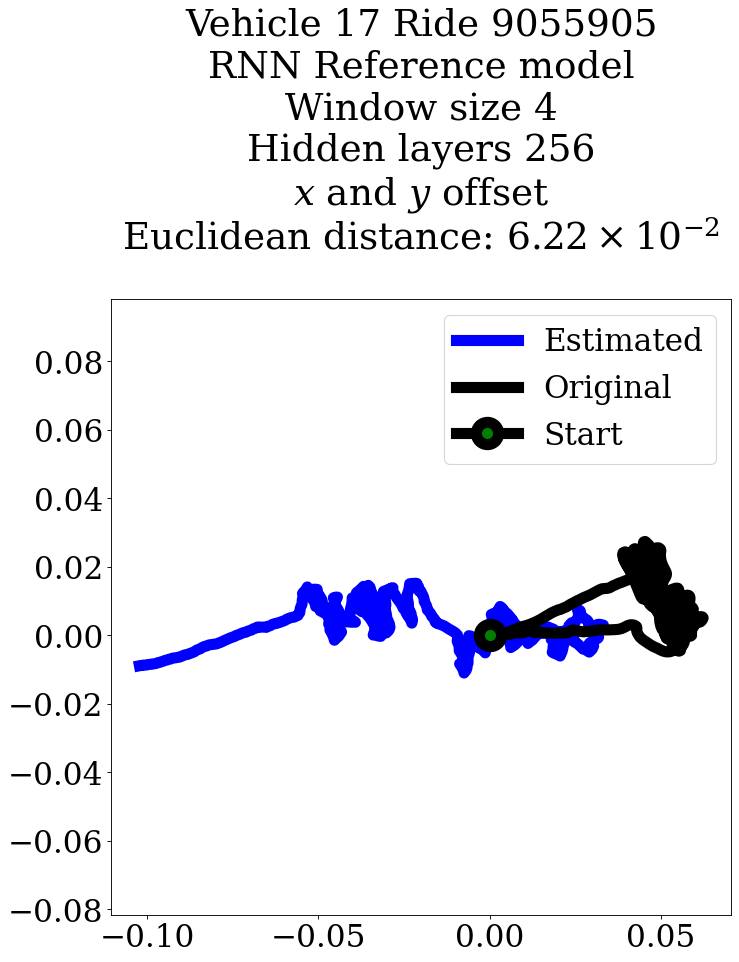 Vehicle 17 Ride 9055905
RNN Reference model
Window size 4
Hidden layers 256
x and y offset
Euclidean distance: 6.22 × 10⁻²
Estimated
Original
Start
0.08
0.06
0.04
0.02
0.00
−0.02
−0.04
−0.06
−0.08
−0.10 −0.05 0.00 0.05